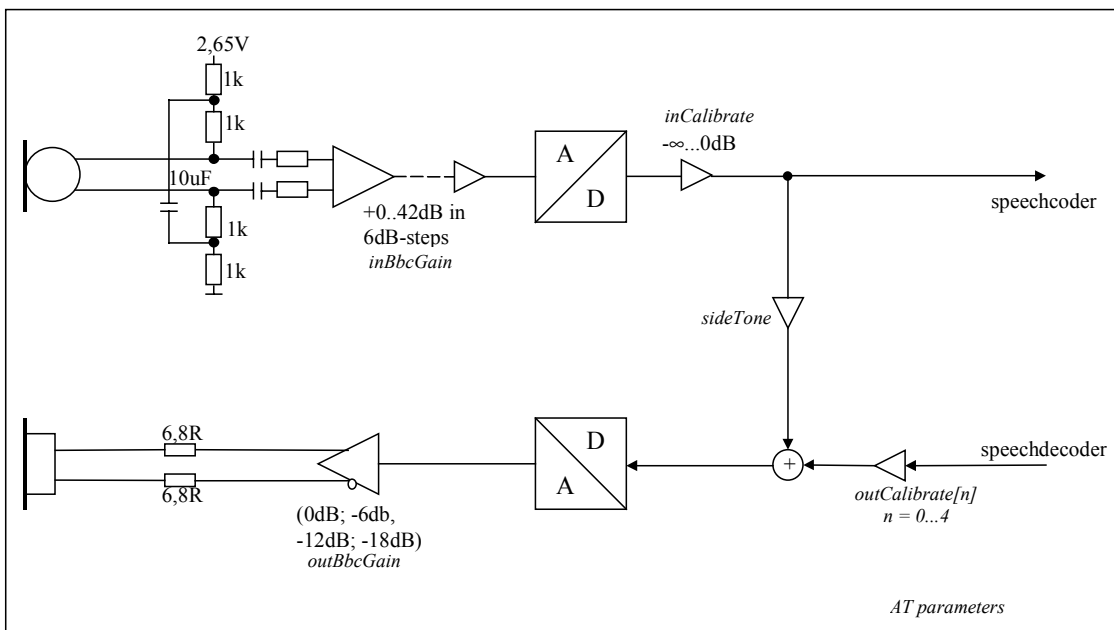 2,65V
1k
1k
10uF
1k
1k
+0..42dB in
6dB-steps
inBbcGain
A
D
inCalibrate
-∞...0dB
speechcoder
sideTone
6,8R
6,8R
(0dB; -6db,
-12dB; -18dB)
outBbcGain
D
A
+
speechdecoder
outCalibrate[n]
n = 0...4
AT parameters